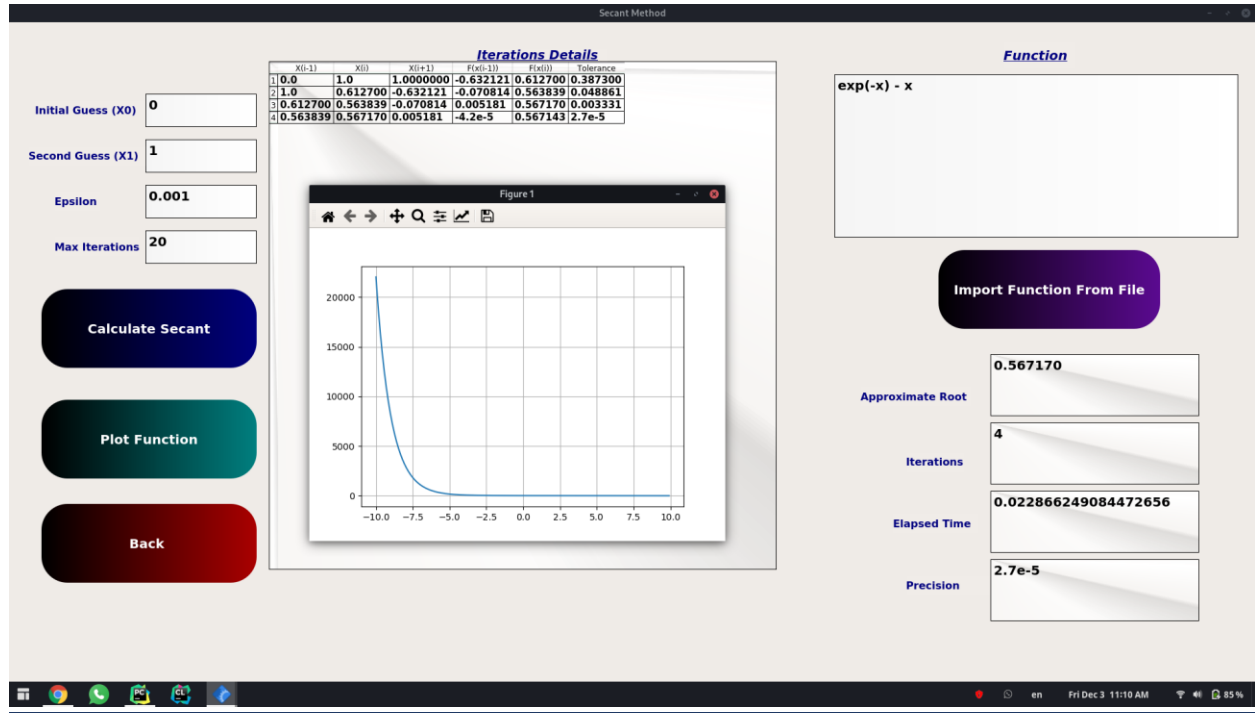 Secant Method
Iterations Details
Function
X(i-1) X(i) X(i+1) F(x(i-1)) F(x(i)) Tolerance
1 0.0 1.0 1.0000000 -0.632121 0.612700 0.387300
2 1.0 0.612700 -0.632121 -0.070814 0.563839 0.048861
3 0.612700 0.563839 -0.070814 0.005181 0.567170 0.003331
4 0.563839 0.567170 0.005181 -4.2e-5 0.567143 2.7e-5
exp(-x) - x
Initial Guess (X0) 0
Second Guess (X1) 1
Epsilon 0.001
Max Iterations 20
Calculate Secant
Plot Function
Back
Figure 1
20000
15000
10000
5000
0
−10.0 −7.5 −5.0 −2.5 0.0 2.5 5.0 7.5 10.0
Import Function From File
Approximate Root 0.567170
Iterations 4
Elapsed Time 0.022866249084472656
Precision 2.7e-5
PC CL en Fri Dec 3 11:10 AM 85 %